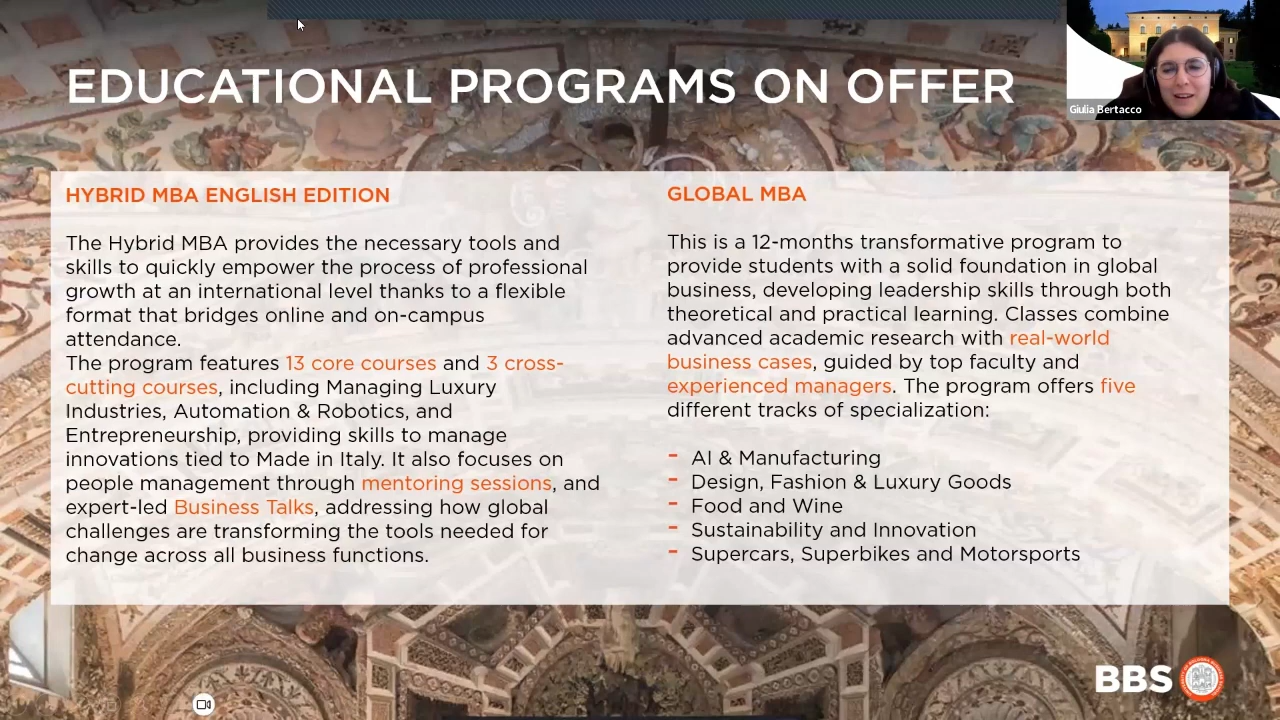 EDUCATIONAL PROGRAMS ON OFFER
Giulia Bertacco
HYBRID MBA ENGLISH EDITION
The Hybrid MBA provides the necessary tools and
skills to quickly empower the process of professional
growth at an international level thanks to a flexible
format that bridges online and on-campus
attendance.
The program features 13 core courses and 3 cross-
cutting courses, including Managing Luxury
Industries, Automation & Robotics, and
Entrepreneurship, providing skills to manage
innovations tied to Made in Italy. It also focuses on
people management through mentoring sessions, and
expert-led Business Talks, addressing how global
challenges are transforming the tools needed for
change across all business functions.
GLOBAL MBA
This is a 12-months transformative program to
provide students with a solid foundation in global
business, developing leadership skills through both
theoretical and practical learning. Classes combine
advanced academic research with real-world
business cases, guided by top faculty and
experienced managers. The program offers five
different tracks of specialization:
- AI & Manufacturing
- Design, Fashion & Luxury Goods
- Food and Wine
- Sustainability and Innovation
- Supercars, Superbikes and Motorsports
BBS